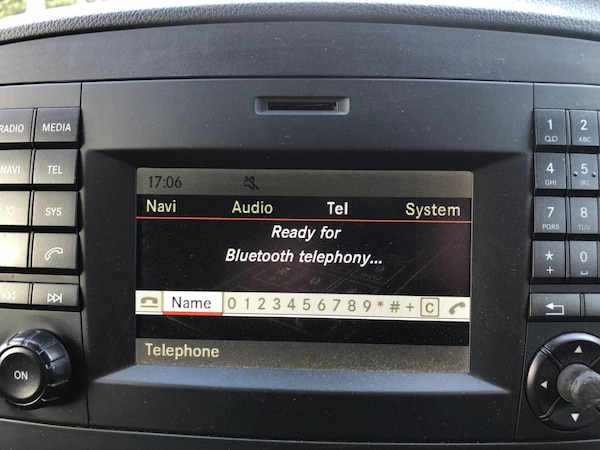 RADIO MEDIA
NAVI TEL
SYS
ON
17:06
Navi Audio Tel System
Ready for
Bluetooth telephony...
Name 0 1 2 3 4 5 6 7 8 9 * # + C
Telephone
1 2 ABC
4 GHI 5 JKL
7 PQRS 8 TUV
* + 0